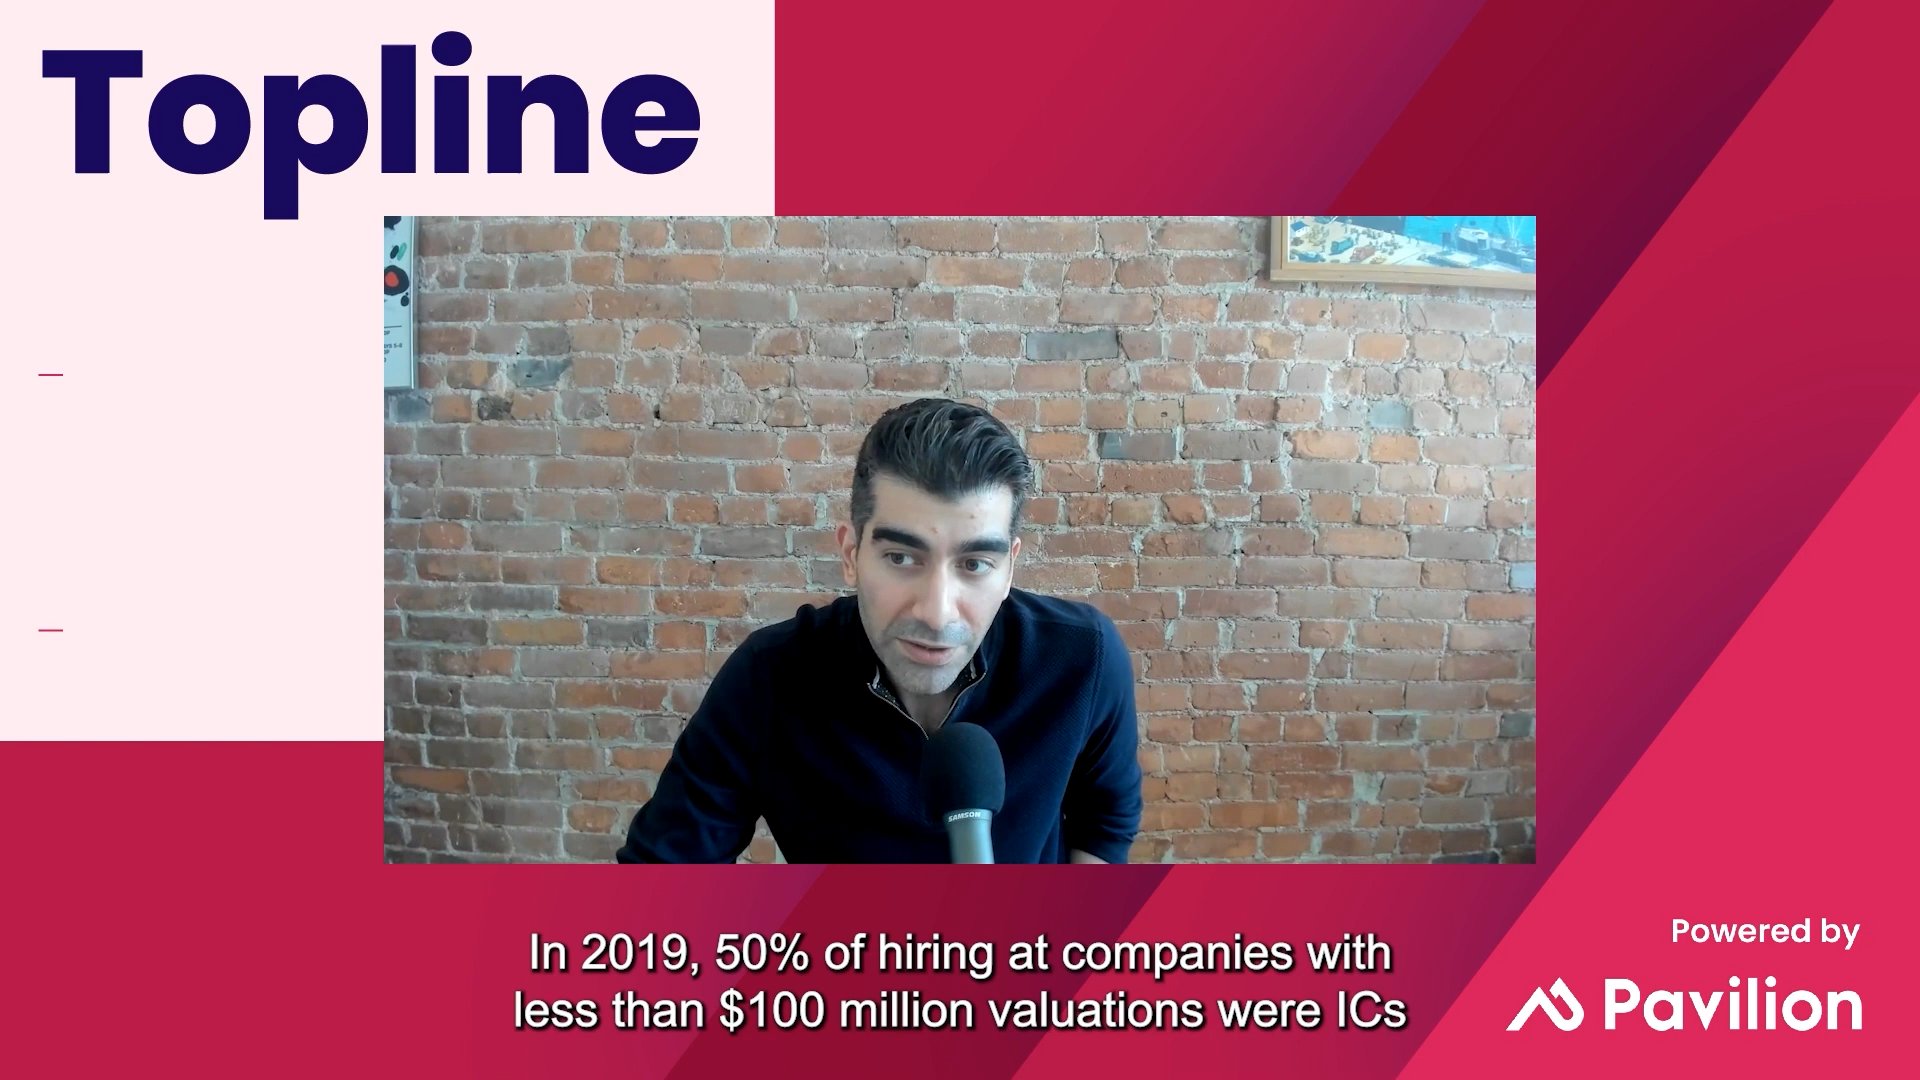 Topline
SAMSON
In 2019, 50% of hiring at companies with
less than $100 million valuations were ICs
Powered by
Pavilion